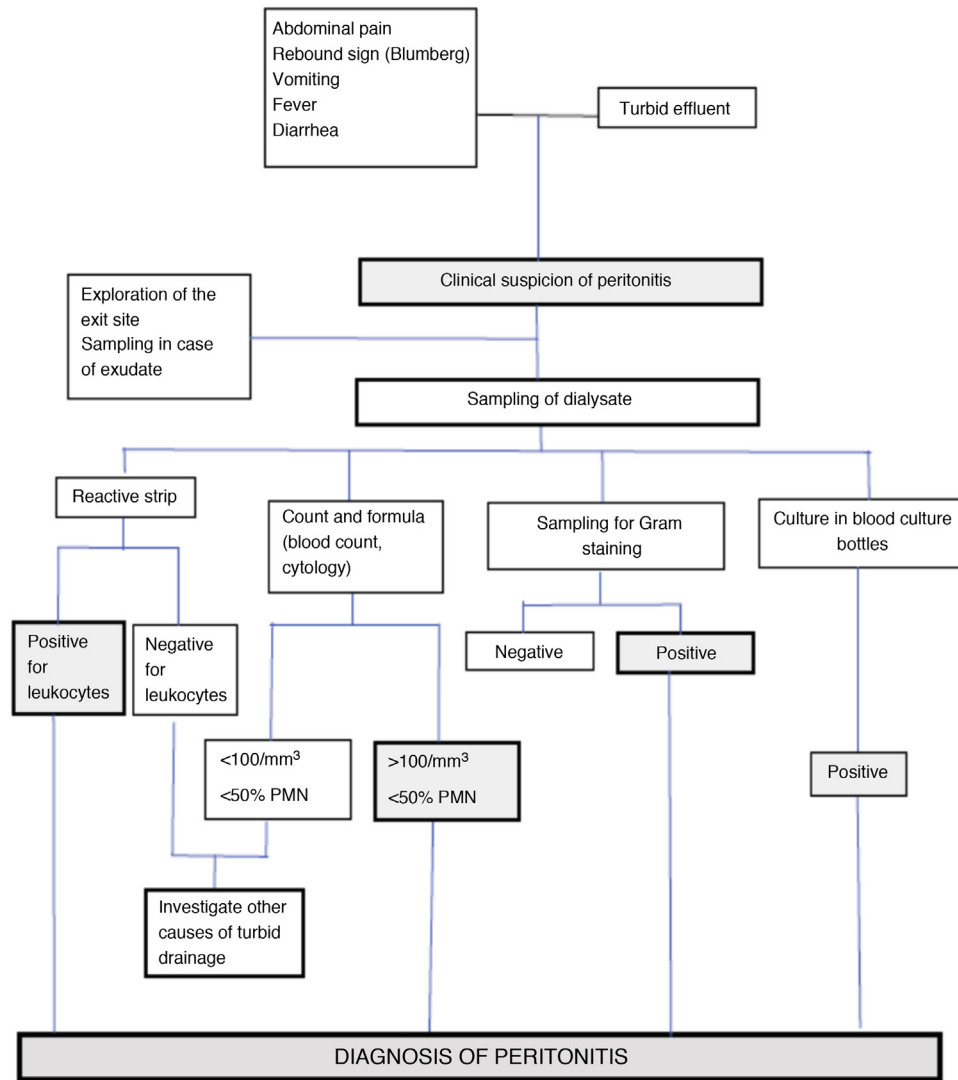 Abdominal pain
Rebound sign (Blumberg)
Vomiting
Fever
Diarrhea
Turbid effluent
Clinical suspicion of peritonitis
Exploration of the
exit site
Sampling in case
of exudate
Sampling of dialysate
Reactive strip
Count and formula
(blood count,
cytology)
Sampling for Gram
staining
Culture in blood culture
bottles
Positive
for
leukocytes
Negative
for
leukocytes
Negative
Positive
<100/mm³
<50% PMN
>100/mm³
<50% PMN
Positive
Investigate other
causes of turbid
drainage
DIAGNOSIS OF PERITONITIS